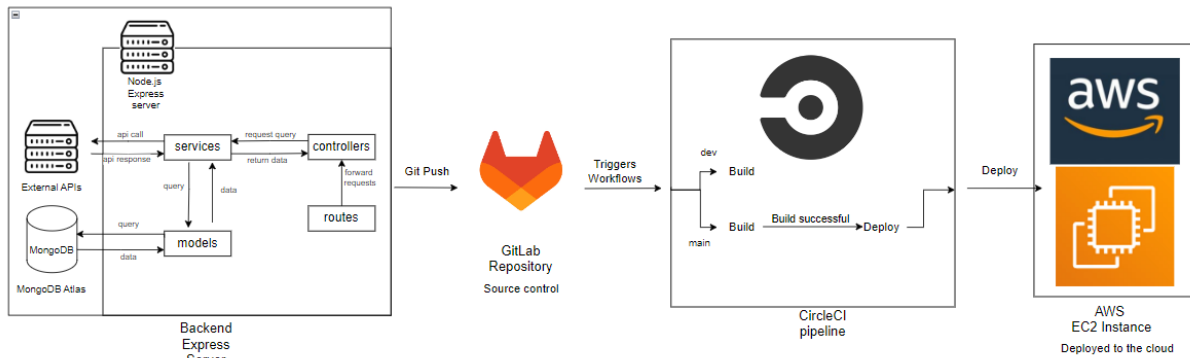 Node.js
Express
server
api call
api response
External APIs
services
request query
return data
controllers
forward
requests
routes
query
data
models
query
data
MongoDB
MongoDB Atlas
Backend
Express
Server
Git Push
GitLab
Repository
Source control
Triggers
Workflows
dev
Build
main
Build
Build successful
Deploy
CircleCI
pipeline
Deploy
aws
AWS
EC2 Instance
Deployed to the cloud